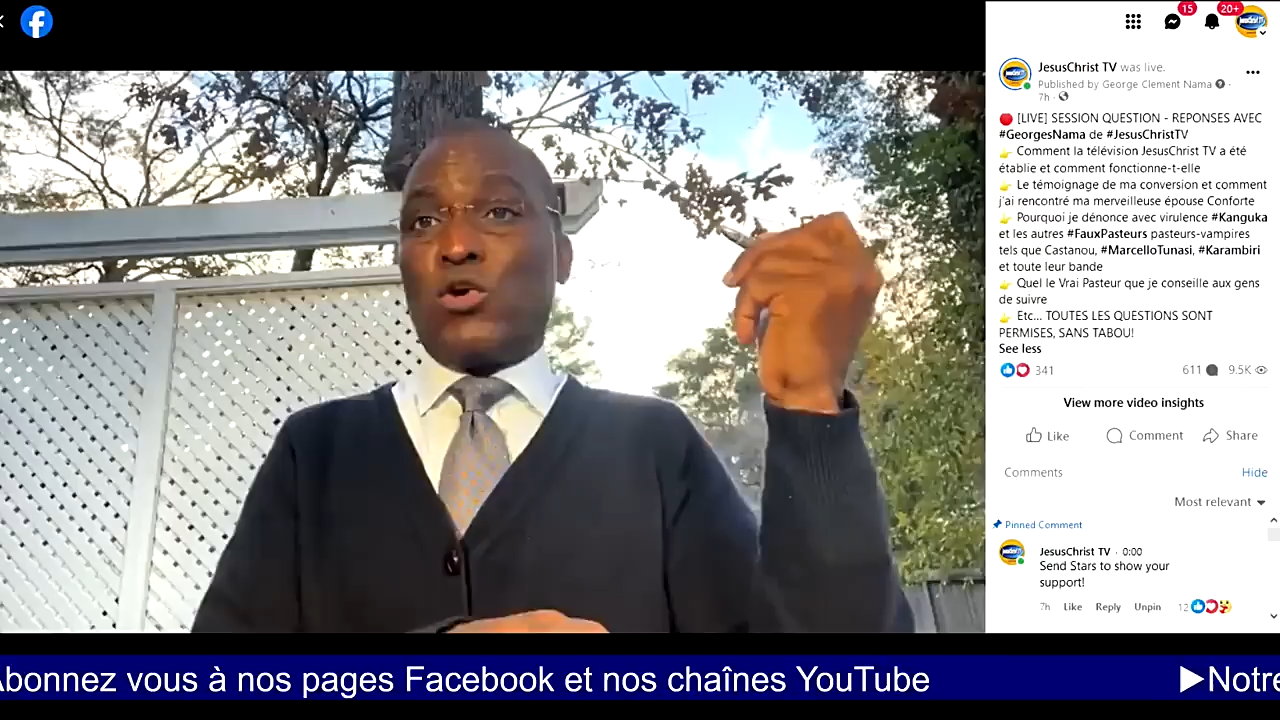 15
20+
JesusChrist TV was live.
Published by George Clement Nama
7h ·
[LIVE] SESSION QUESTION - REPONSES AVEC
#GeorgesNama de #JesusChristTV
👉 Comment la télévision JesusChrist TV a été
établie et comment fonctionne-t-elle
👉 Le témoignage de ma conversion et comment
j'ai rencontré ma merveilleuse épouse Conforte
👉 Pourquoi je dénonce avec virulence #Kanguka
et les autres #FauxPasteurs pasteurs-vampires
tels que Castanou, #MarcelloTunasi, #Karambiri
et toute leur bande
👉 Quel le Vrai Pasteur que je conseille aux gens
de suivre
👉 Etc... TOUTES LES QUESTIONS SONT
PERMISES, SANS TABOU!
See less
341 611 9.5K
View more video insights
Like Comment Share
Comments Hide
Most relevant
Pinned Comment
JesusChrist TV · 0:00
Send Stars to show your
support!
7h Like Reply Unpin 12
Abonnez vous à nos pages Facebook et nos chaînes YouTube ▶Notre